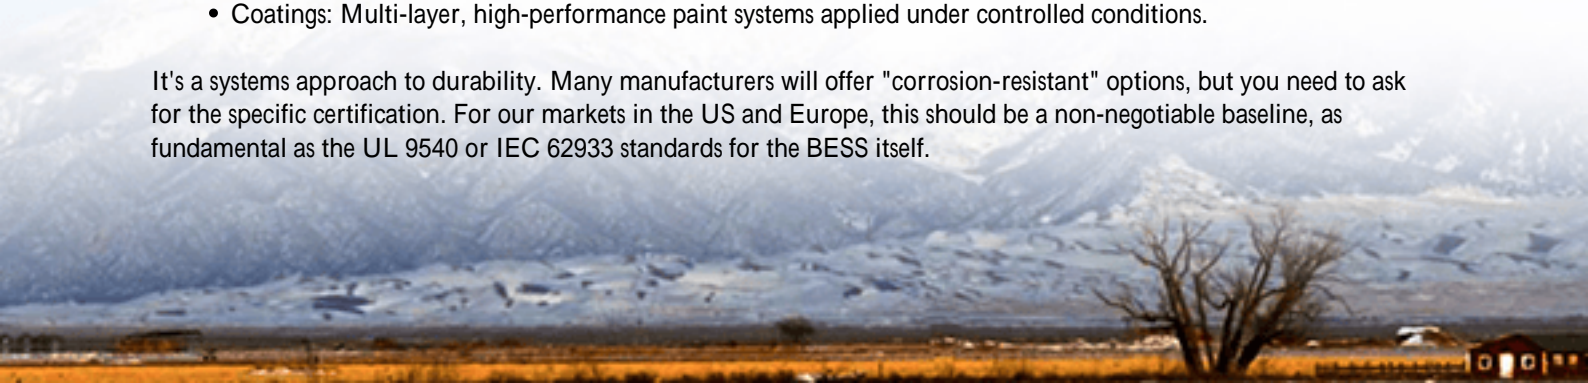 • Coatings: Multi-layer, high-performance paint systems applied under controlled conditions.
It's a systems approach to durability. Many manufacturers will offer "corrosion-resistant" options, but you need to ask
for the specific certification. For our markets in the US and Europe, this should be a non-negotiable baseline, as
fundamental as the UL 9540 or IEC 62933 standards for the BESS itself.